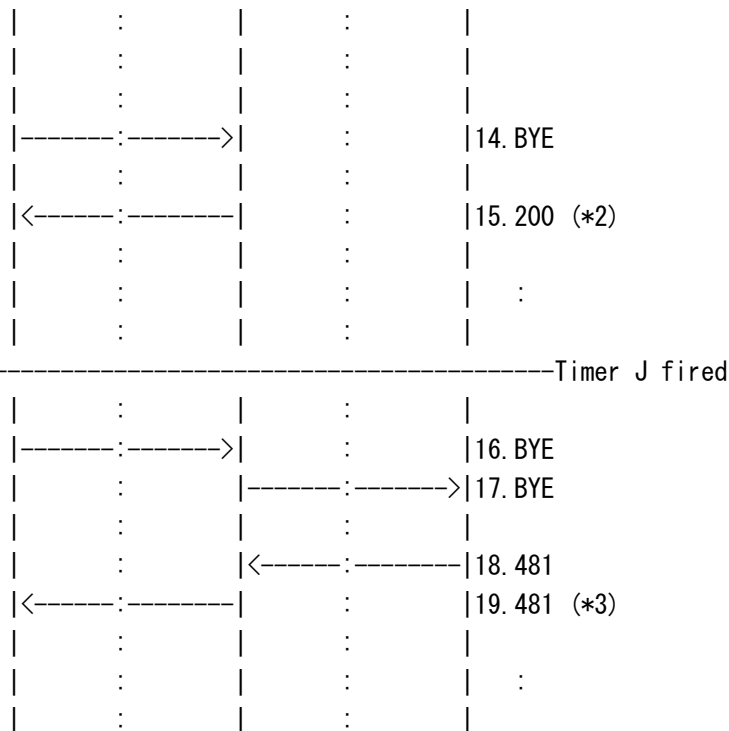 |       :       |       :       |
|       :       |       :       |
|       :       |       :       |
|-------:------>|       :       |14.BYE
|       :       |       :       |
|<------:-------|       :       |15.200 (*2)
|       :       |       :       |
|       :       |       :       |   :
|       :       |       :       |
------------------------------------------Timer J fired
|       :       |       :       |
|-------:------>|       :       |16.BYE
|       :       |-------:------>|17.BYE
|       :       |       :       |
|       :       |<------:-------|18.481
|<------:-------|       :       |19.481 (*3)
|       :       |       :       |
|       :       |       :       |   :
|       :       |       :       |